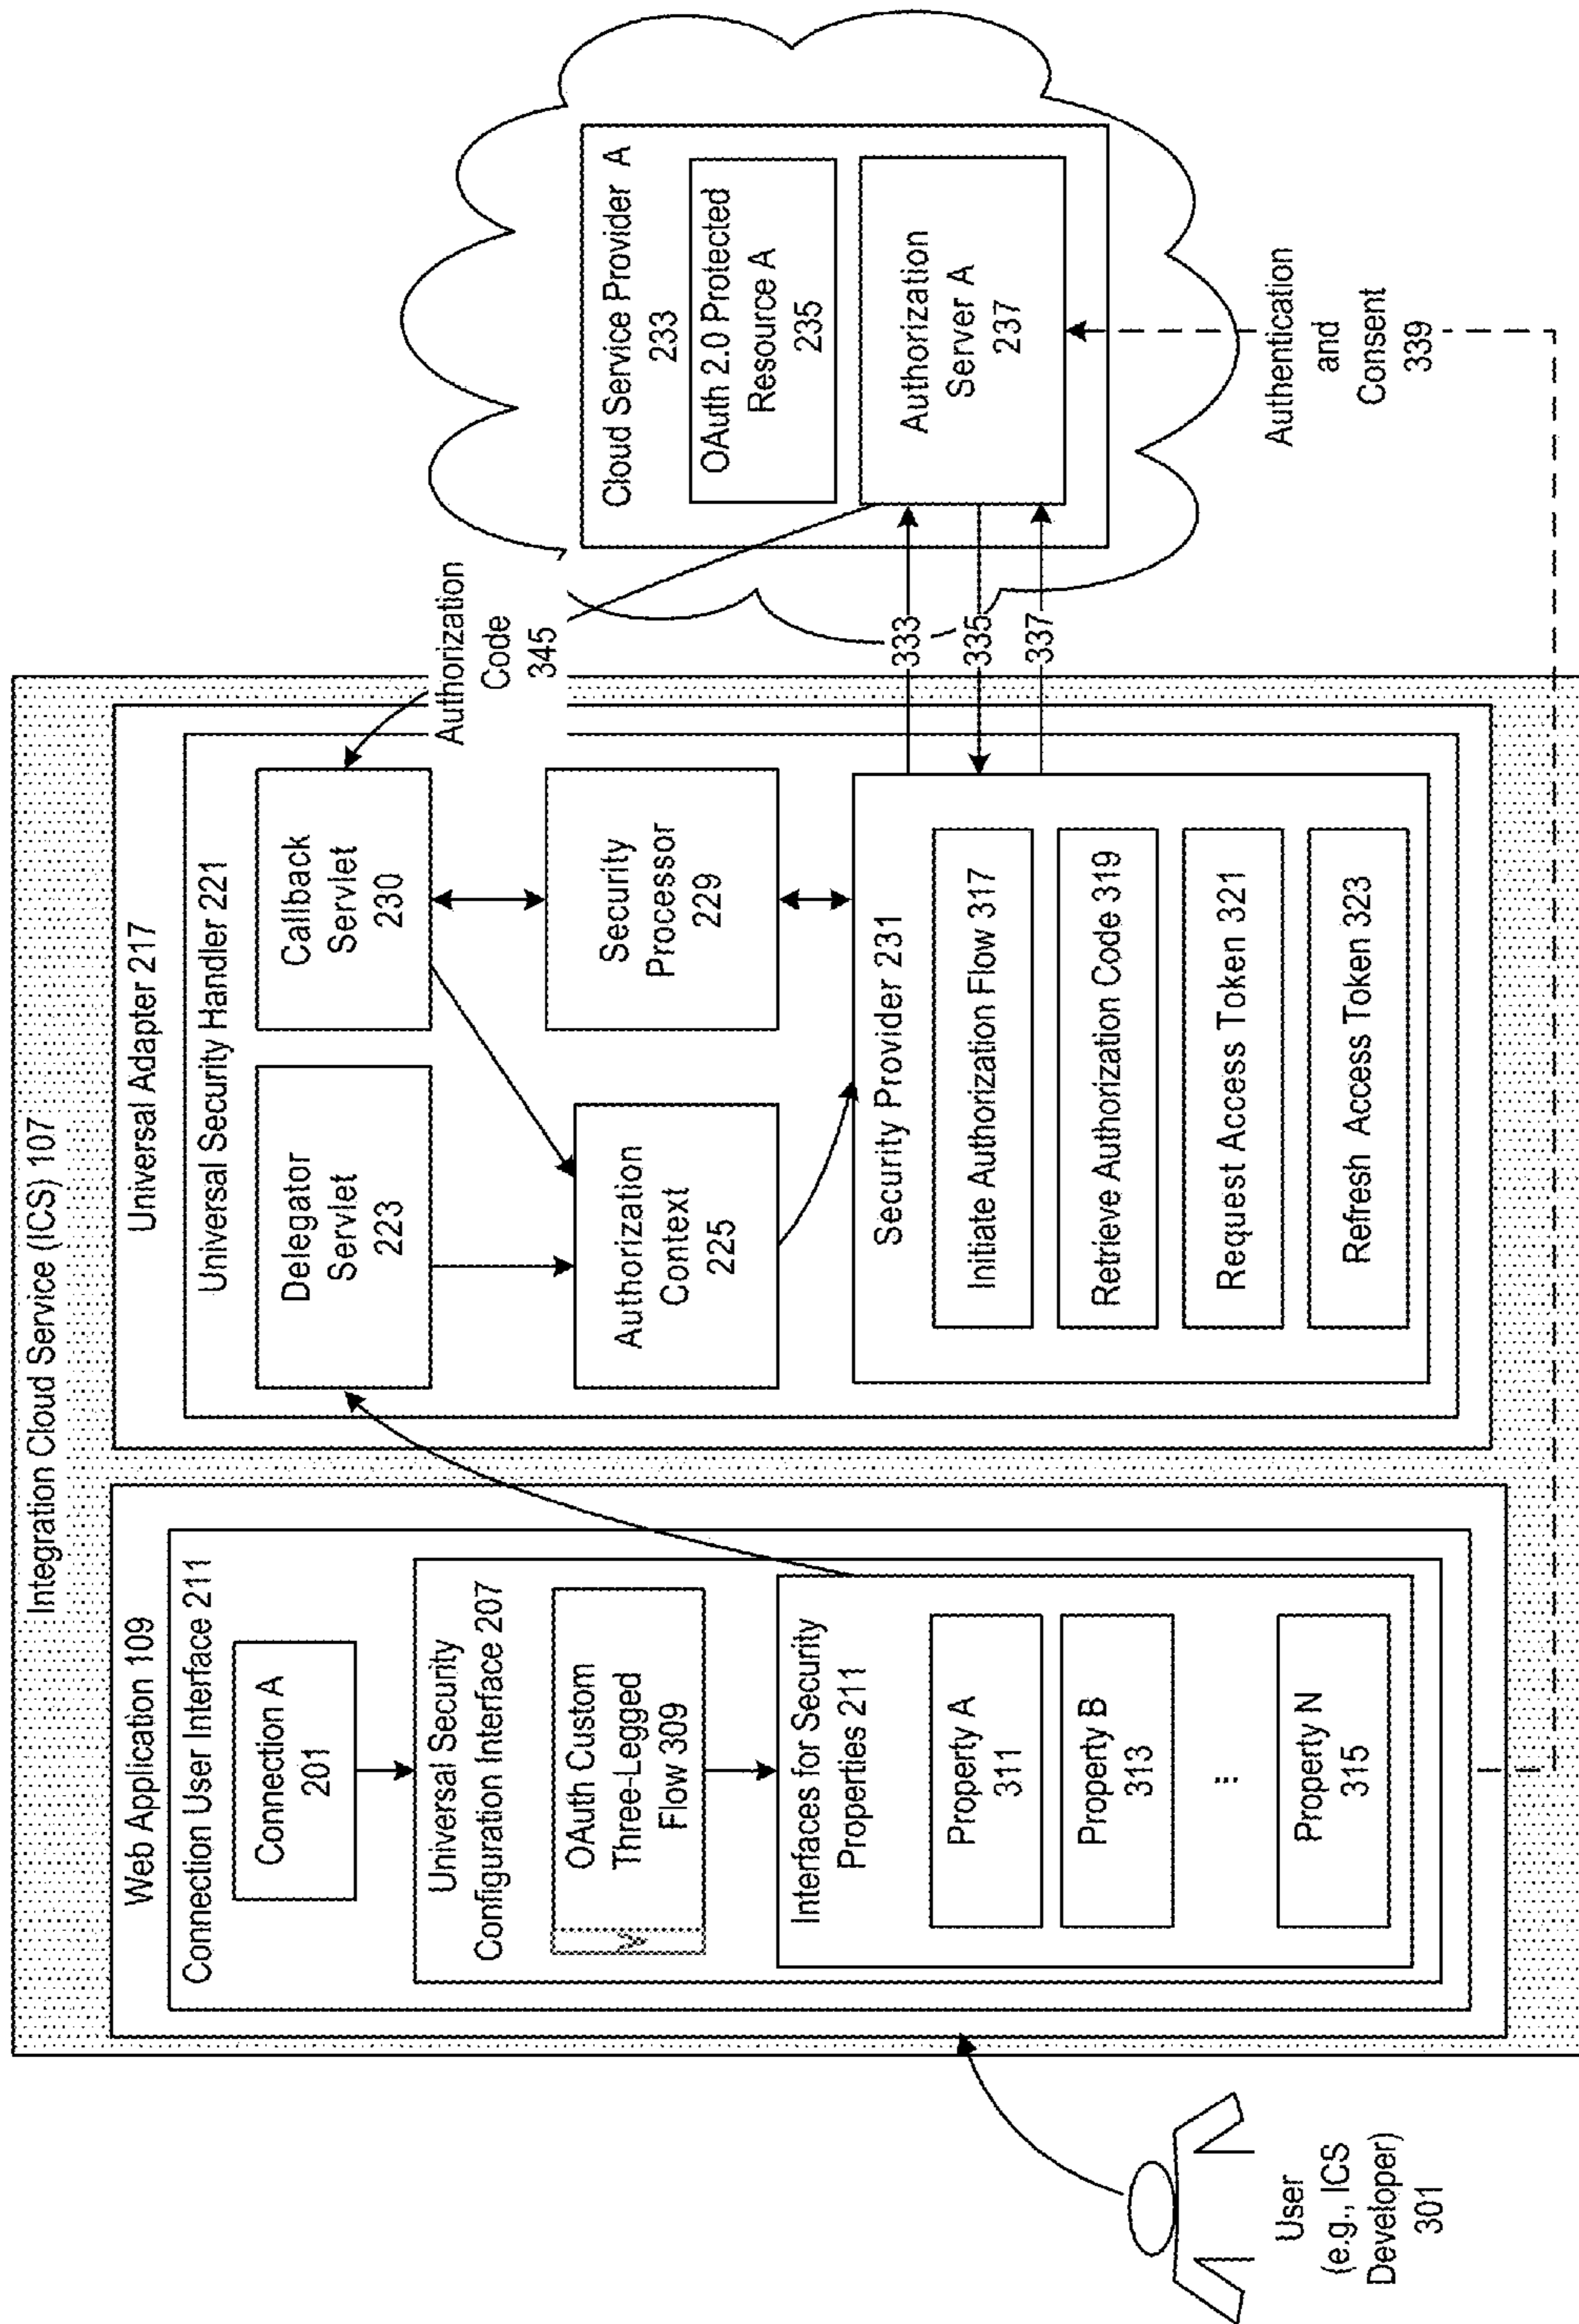 Integration Cloud Service (ICS) 107
Web Application 109
Connection User Interface 211
Connection A
201
Universal Security
Configuration Interface 207
OAuth Custom
Three-Legged
Flow 309
Interfaces for Security
Properties 211
Property A
311
Property B
313
...
Property N
315
User
(e.g., ICS
Developer)
301
Universal Adapter 217
Universal Security Handler 221
Delegator
Servlet
223
Callback
Servlet
230
Authorization
Context
225
Security
Processor
229
Security Provider 231
Initiate Authorization Flow 317
Retrieve Authorization Code 319
Request Access Token 321
Refresh Access Token 323
Authorization
Code
345
333
335
337
Cloud Service Provider A
233
OAuth 2.0 Protected
Resource A
235
Authorization
Server A
237
Authentication
and
Consent
339